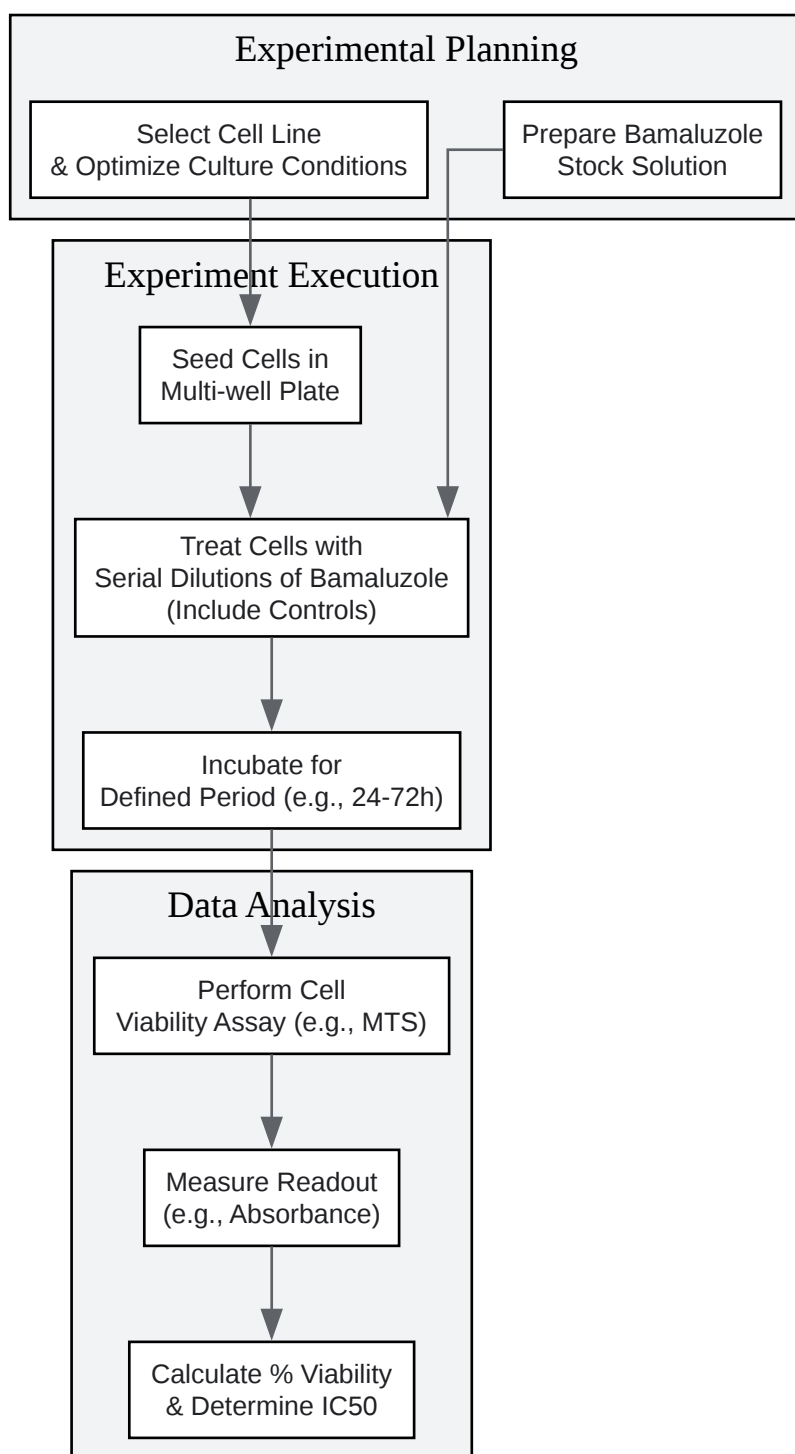 Experimental Planning
Select Cell Line
& Optimize Culture Conditions
Prepare Bamaluzole
Stock Solution
Experiment Execution
Seed Cells in
Multi-well Plate
Treat Cells with
Serial Dilutions of Bamaluzole
(Include Controls)
Incubate for
Defined Period (e.g., 24-72h)
Data Analysis
Perform Cell
Viability Assay (e.g., MTS)
Measure Readout
(e.g., Absorbance)
Calculate % Viability
& Determine IC50